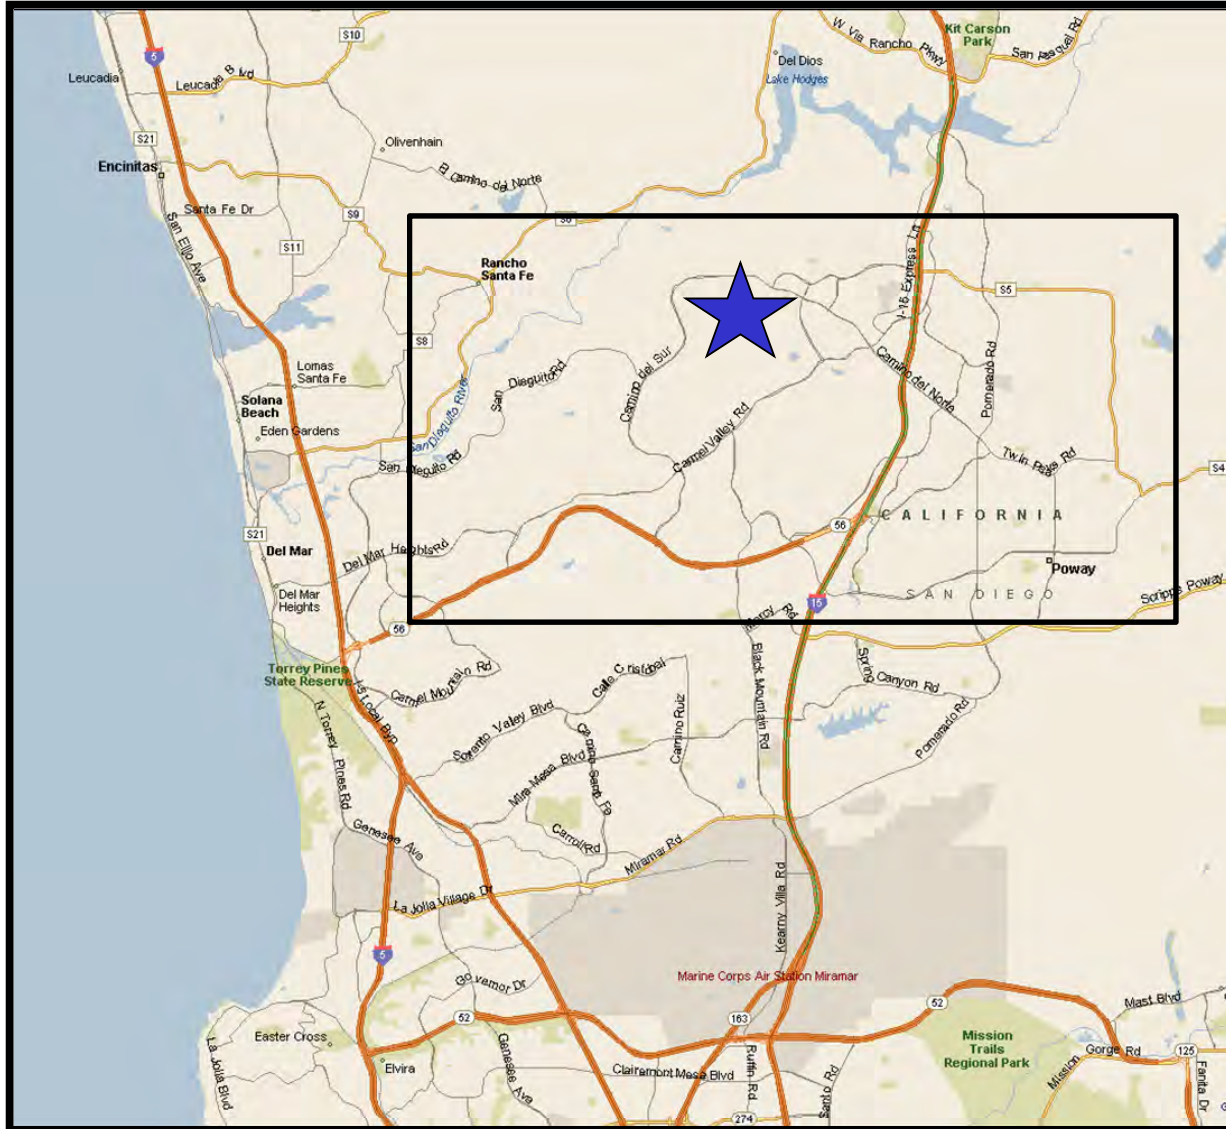 Kit Carson
Park
W Via Rancho Pkwy
San Pasqual Rd
S10
5
Del Dios
Lake Hodges
Leucadia
Leucadia Blvd
S21
Olivenhain
Encinitas
El Camino del Norte
Santa Fe Dr
S9
S6
San Elijo Ave
S11
I-15 Express Ln
Rancho
Santa Fe
S5
S8
Camino del Sur
Camino del Norte
Pomerado Rd
Lomas
Santa Fe
San Dieguito Rd
San Dieguito River
Solana
Beach
Eden Gardens
Carmel Valley Rd
San Dieguito Rd
Twin Peaks Rd
S4
S21
56
CALIFORNIA
Del Mar
Del Mar Heights Rd
Poway
Del Mar
Heights
SAN DIEGO
Scripps Poway
15
Mercy Rd
56
Torrey Pines
State Reserve
Carmel Mountain Rd
Calle Cristobal
Black Mountain Rd
Spring Canyon Rd
I-5 Local Byp
N Torrey Pines Rd
Sorrento Valley Blvd
Camino Ruiz
Pomerado Rd
Mira Mesa Blvd
Camino Santa Fe
Genesee Ave
Carroll Rd
Miramar Rd
La Jolla Village Dr
Kearny Villa Rd
5
Marine Corps Air Station Miramar
Governor Dr
52
Mast Blvd
52
163
Easter Cross
Mission
Trails
Regional Park
Gorge Rd
125
Elvira
La Jolla Blvd
Genesee Ave
Clairemont Mesa Blvd
Ruffin Rd
Santo Rd
Mission
Fanita Dr
274